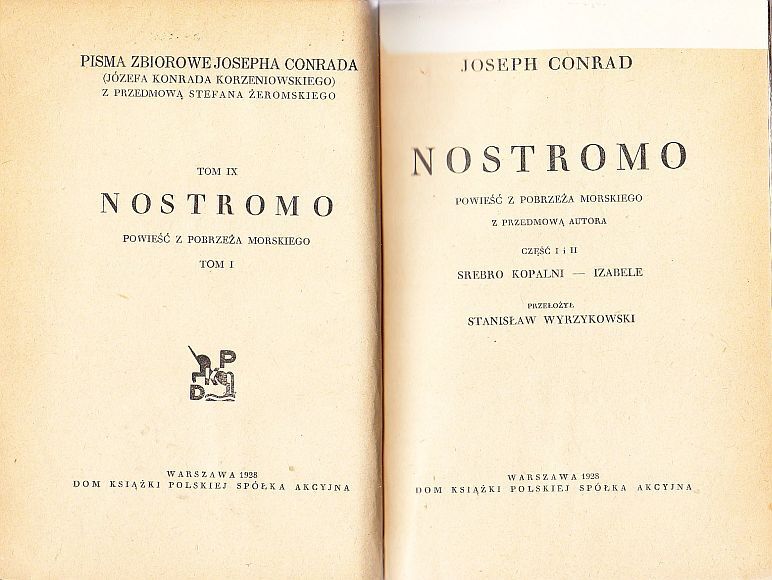 PISMA ZBIOROWE JOSEPHA CONRADA
(JÓZEFA KONRADA KORZENIOWSKIEGO)
Z PRZEDMOWĄ STEFANA ŻEROMSKIEGO
TOM IX
NOSTROMO
POWIEŚĆ Z POBRZEŻA MORSKIEGO
TOM I
P
K
D
WARSZAWA 1928
DOM KSIĄŻKI POLSKIEJ SPÓŁKA AKCYJNA
JOSEPH CONRAD
NOSTROMO
POWIEŚĆ Z POBRZEŻA MORSKIEGO
Z PRZEDMOWĄ AUTORA
CZĘŚĆ I i II
SREBRO KOPALNI — IZABELE
PRZEŁOŻYŁ
STANISŁAW WYRZYKOWSKI
WARSZAWA 1928
DOM KSIĄŻKI POLSKIEJ SPÓŁKA AKCYJNA